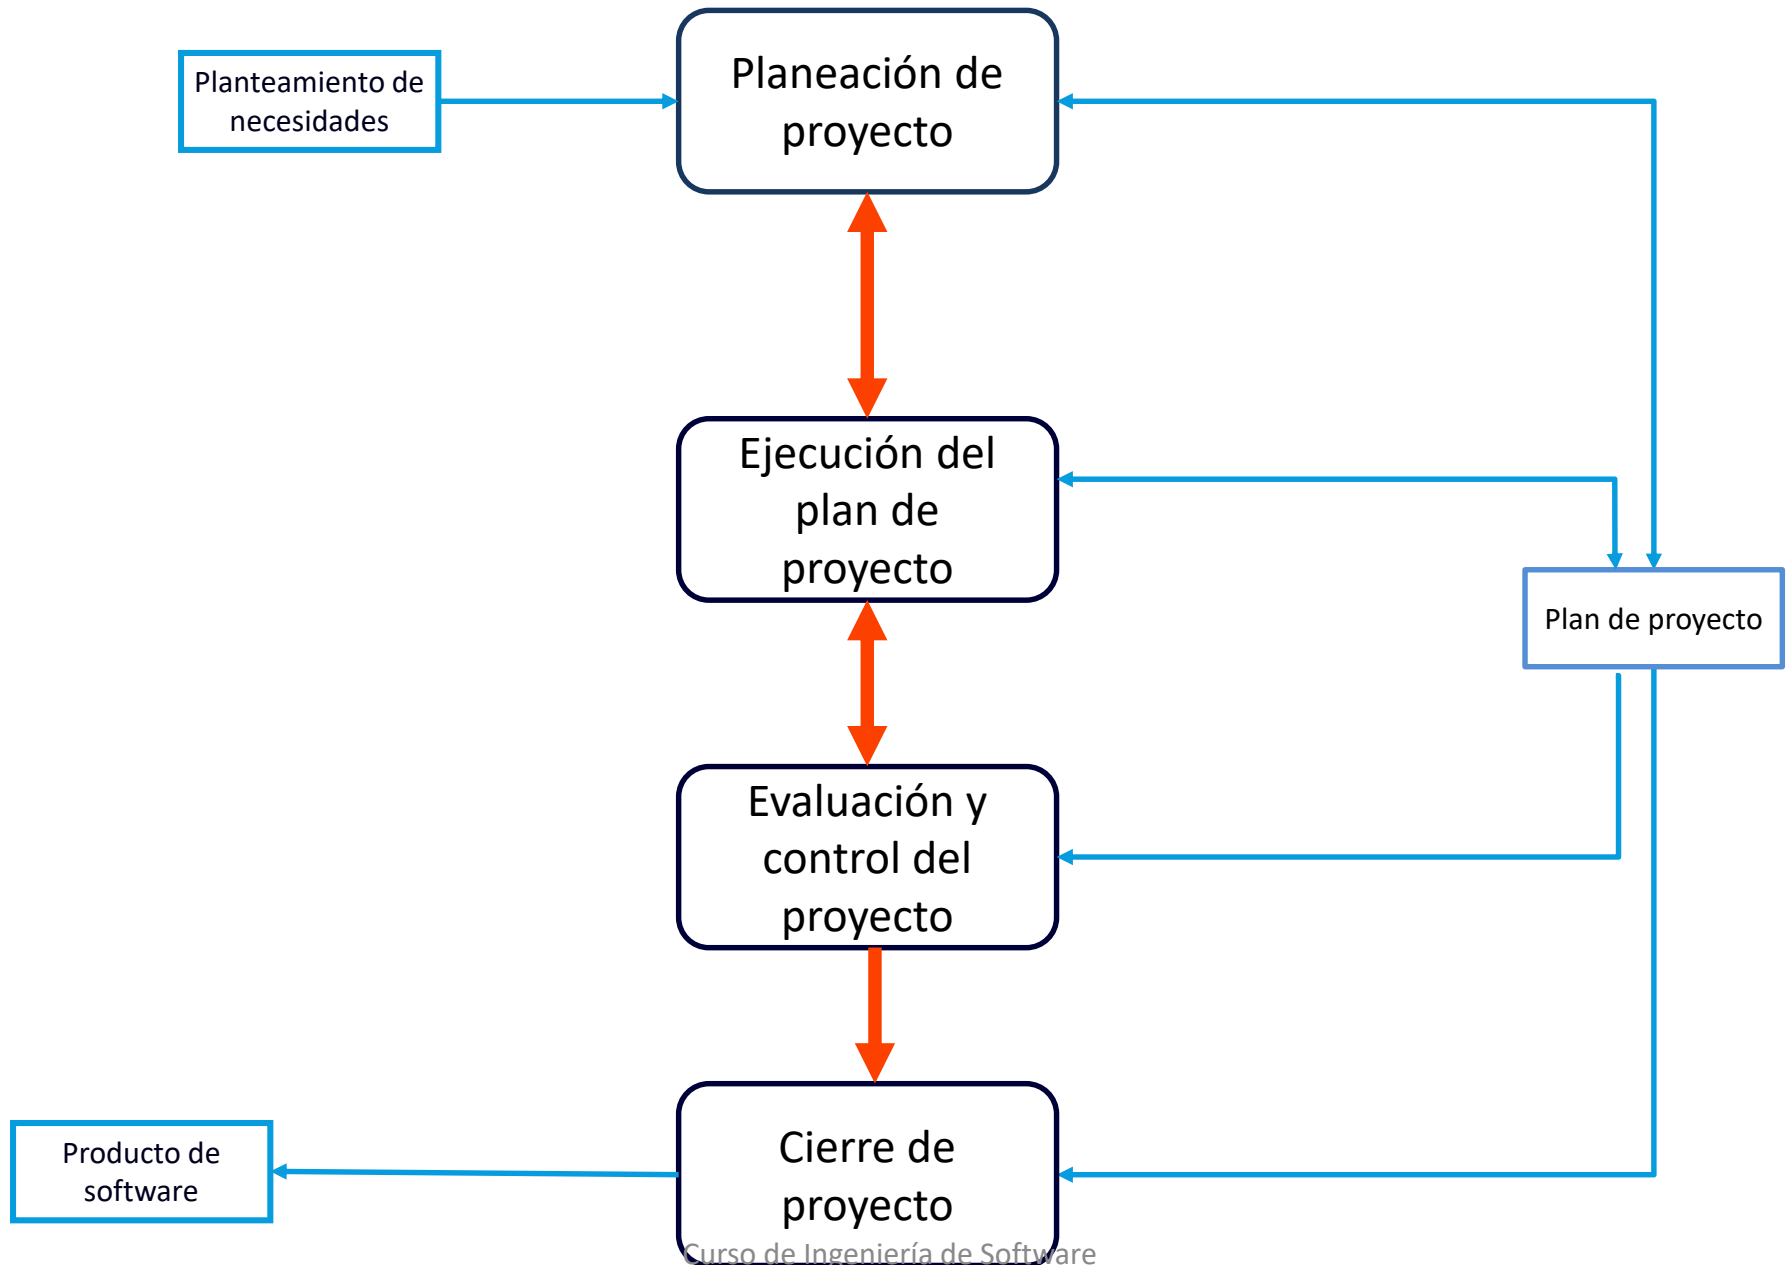 Planteamiento de
necesidades
Planeación de
proyecto
Ejecución del
plan de
proyecto
Plan de proyecto
Evaluación y
control del
proyecto
Producto de
software
Cierre de
proyecto
Curso de Ingeniería de Software